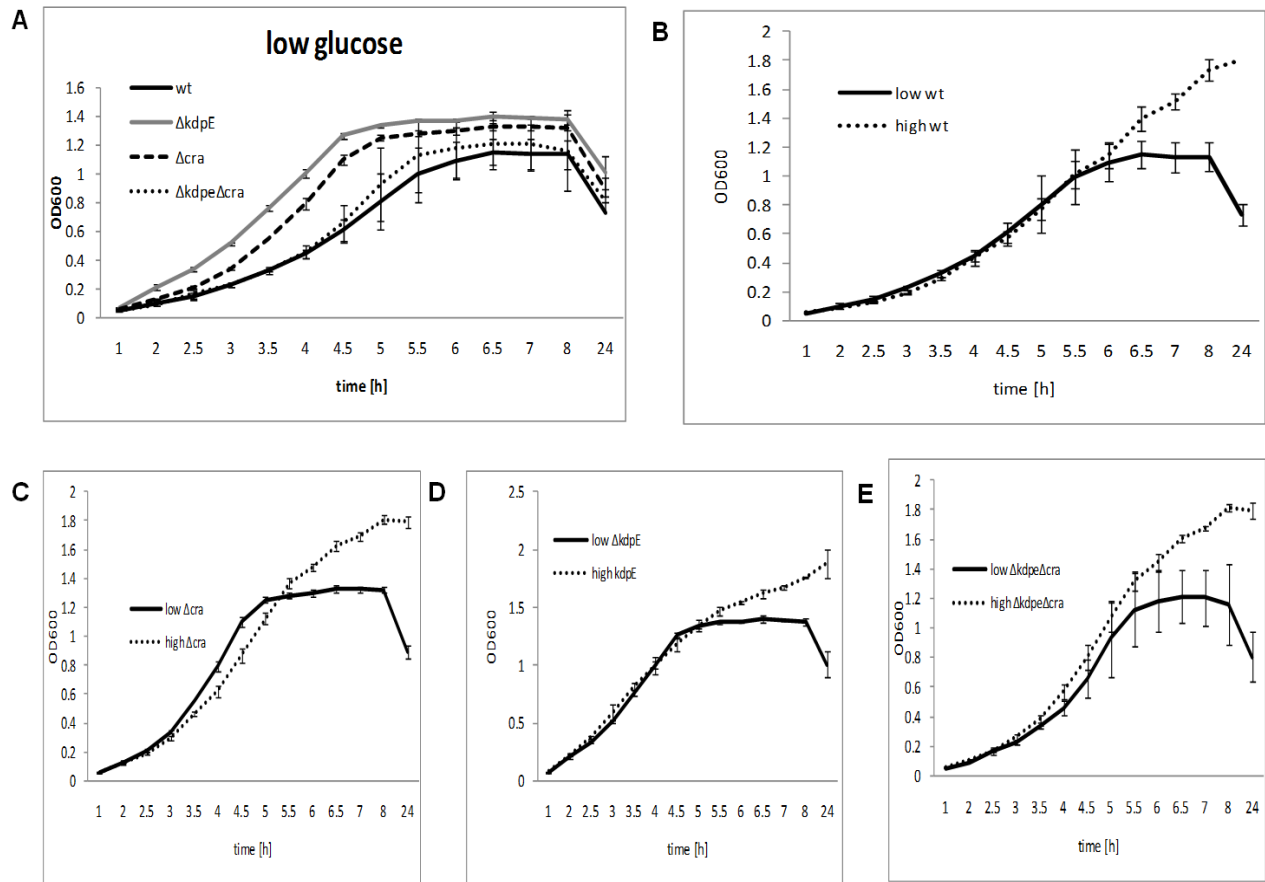 A
low glucose
1.6
1.4
1.2
1
0.8
0.6
0.4
0.2
0
OD600
wt
ΔkdpE
Δcra
ΔkdpeΔcra
1 2 2.5 3 3.5 4 4.5 5 5.5 6 6.5 7 8 24
time [h]
B
2
1.8
1.6
1.4
1.2
1
0.8
0.6
0.4
0.2
0
OD600
low wt
high wt
1 2 2.5 3 3.5 4 4.5 5 5.5 6 6.5 7 8 24
time [h]
C
2
1.8
1.6
1.4
1.2
1
0.8
0.6
0.4
0.2
0
OD600
low Δcra
high Δcra
1 2 2.5 3 3.5 4 4.5 5 5.5 6 6.5 7 8 24
time [h]
D
2.5
2
1.5
1
0.5
0
OD600
low ΔkdpE
high kdpE
1 2 2.5 3 3.5 4 4.5 5 5.5 6 6.5 7 8 24
time [h]
E
2
1.8
1.6
1.4
1.2
1
0.8
0.6
0.4
0.2
0
OD600
low ΔkdpeΔcra
high ΔkdpeΔcra
1 2 2.5 3 3.5 4 4.5 5 5.5 6 6.5 7 8 24
time [h]